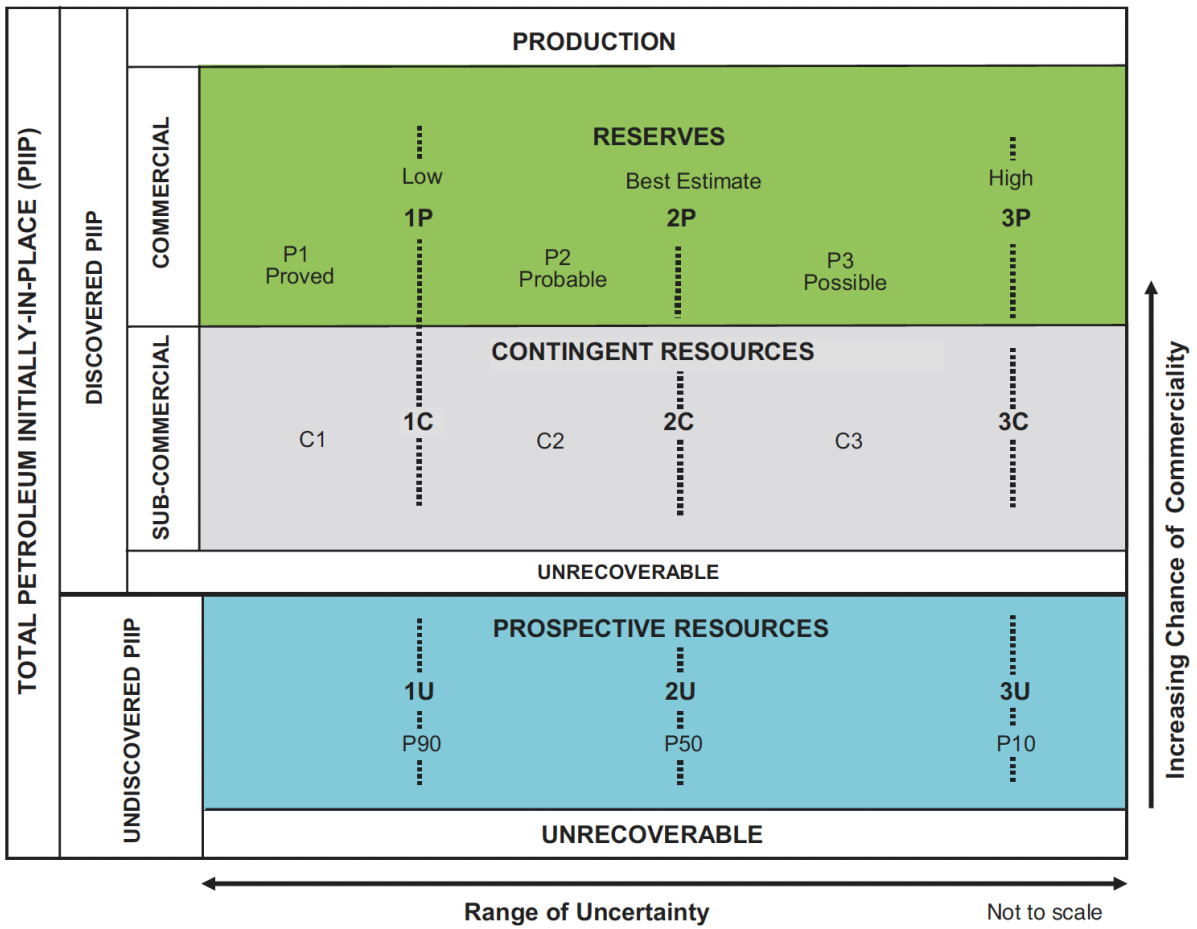 TOTAL PETROLEUM INITIALLY-IN-PLACE (PIIP)
DISCOVERED PIIP
UNDISCOVERED PIIP
COMMERCIAL
SUB-COMMERCIAL
PRODUCTION
RESERVES
Low
Best Estimate
High
1P
2P
3P
P1
Proved
P2
Probable
P3
Possible
CONTINGENT RESOURCES
1C
2C
3C
C1
C2
C3
UNRECOVERABLE
PROSPECTIVE RESOURCES
1U
2U
3U
P90
P50
P10
UNRECOVERABLE
Increasing Chance of Commerciality
Range of Uncertainty
Not to scale